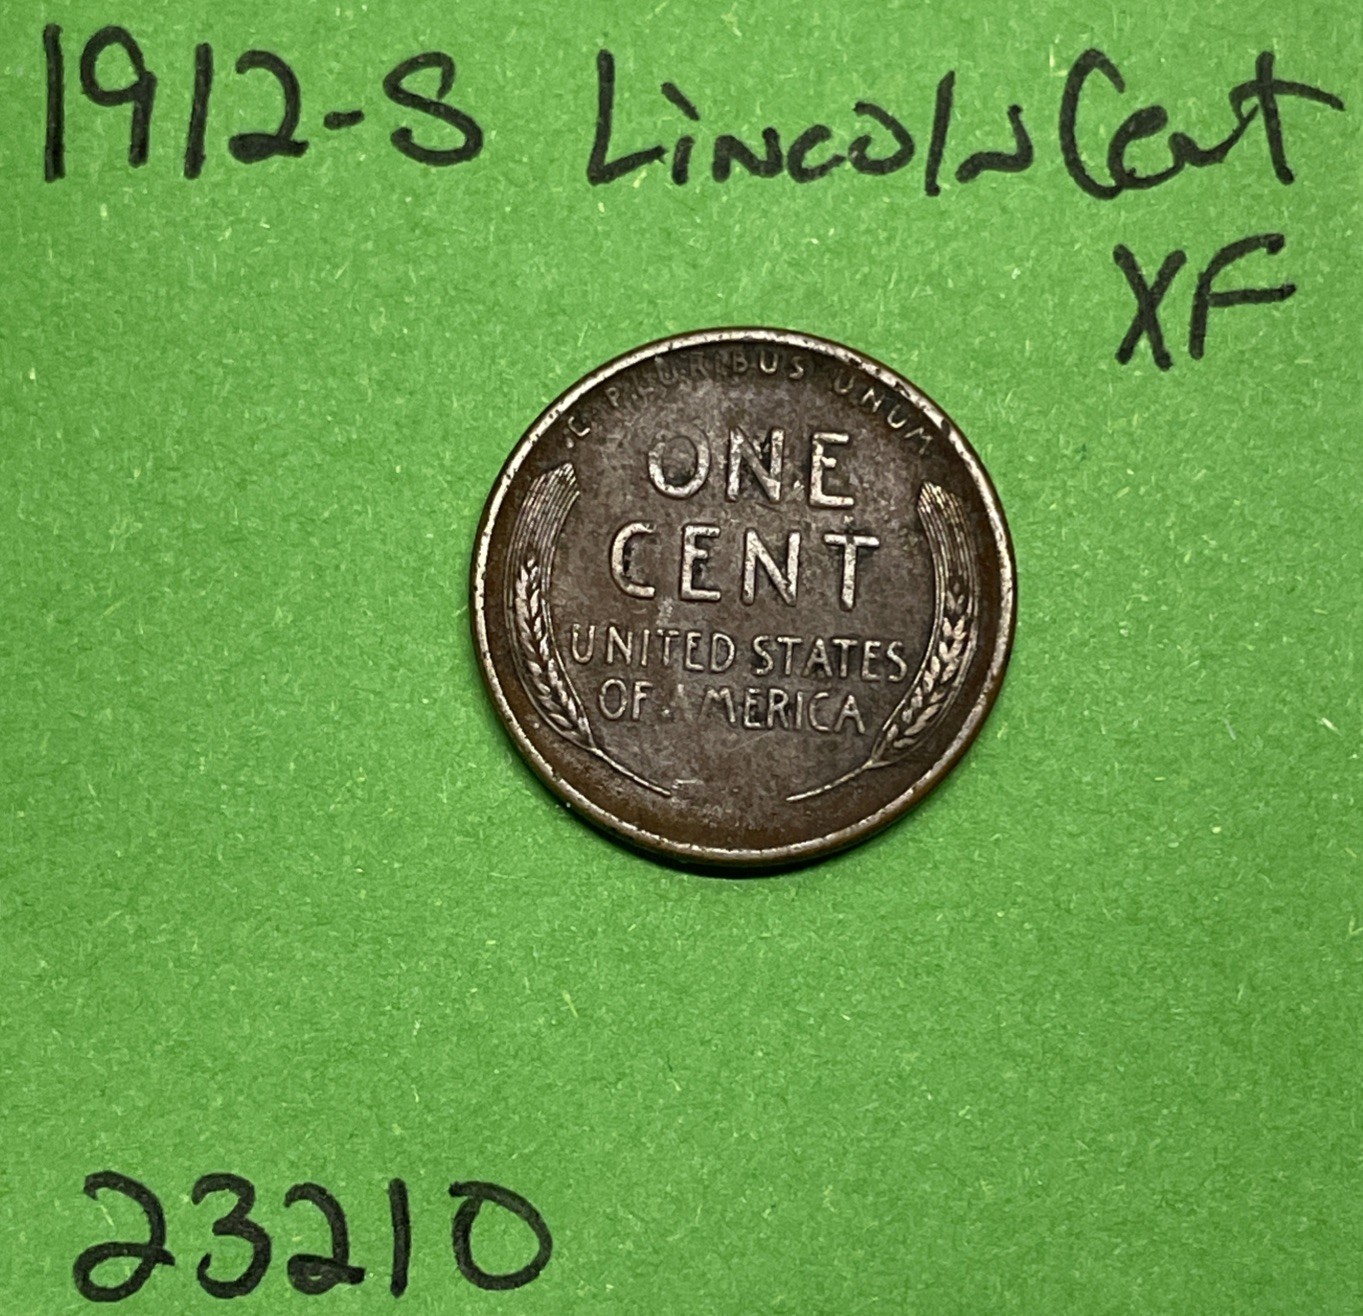 1912-S Lincoln Cent
XF
E PLURIBUS UNUM
ONE
CENT
UNITED STATES
OF AMERICA
23210